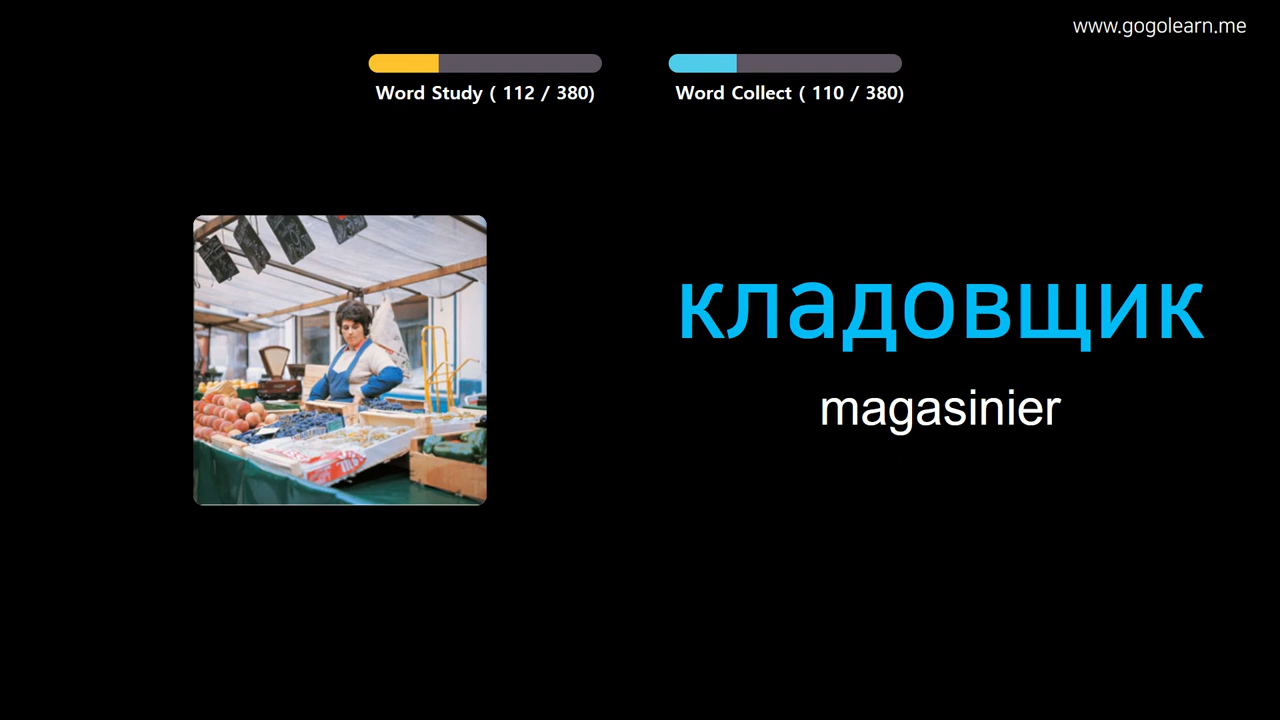 www.gogolearn.me
Word Study ( 112 / 380)
Word Collect ( 110 / 380)
кладовщик
magasinier